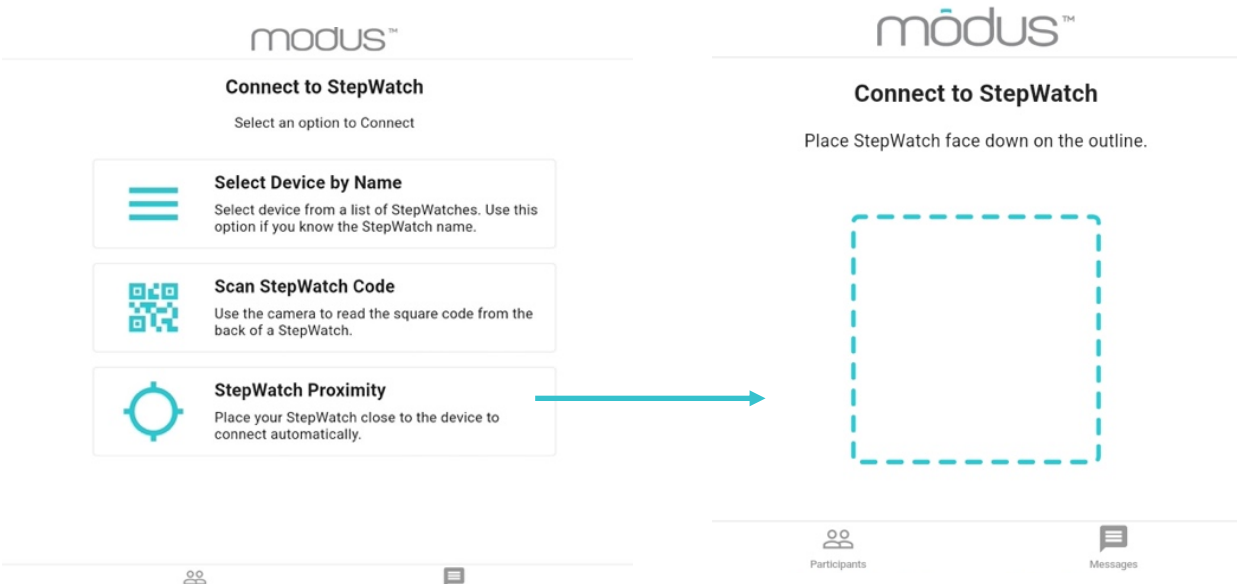 modus™
Connect to StepWatch
Select an option to Connect
Select Device by Name
Select device from a list of StepWatches. Use this
option if you know the StepWatch name.
Scan StepWatch Code
Use the camera to read the square code from the
back of a StepWatch.
StepWatch Proximity
Place your StepWatch close to the device to
connect automatically.
mōdus™
Connect to StepWatch
Place StepWatch face down on the outline.
Participants
Messages